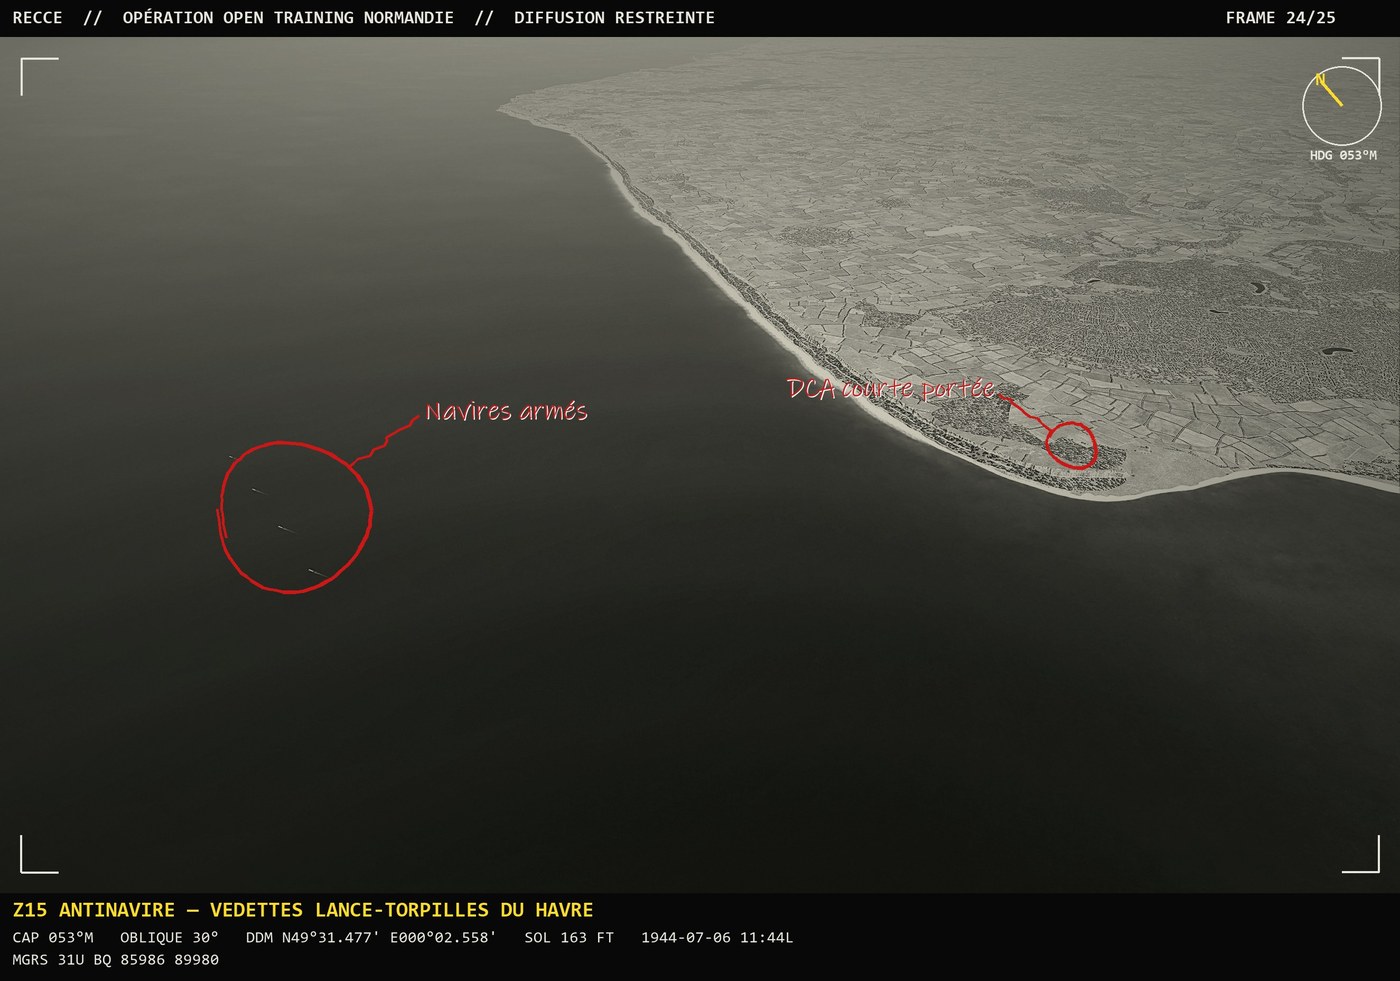 RECCE // OPÉRATION OPEN TRAINING NORMANDIE // DIFFUSION RESTREINTE FRAME 24/25
N
HDG 053°M
DCA courte portée
Navires armés
Z15 ANTINAVIRE — VEDETTES LANCE-TORPILLES DU HAVRE
CAP 053°M OBLIQUE 30° DDM N49°31.477' E000°02.558' SOL 163 FT 1944-07-06 11:44L
MGRS 31U BQ 85986 89980